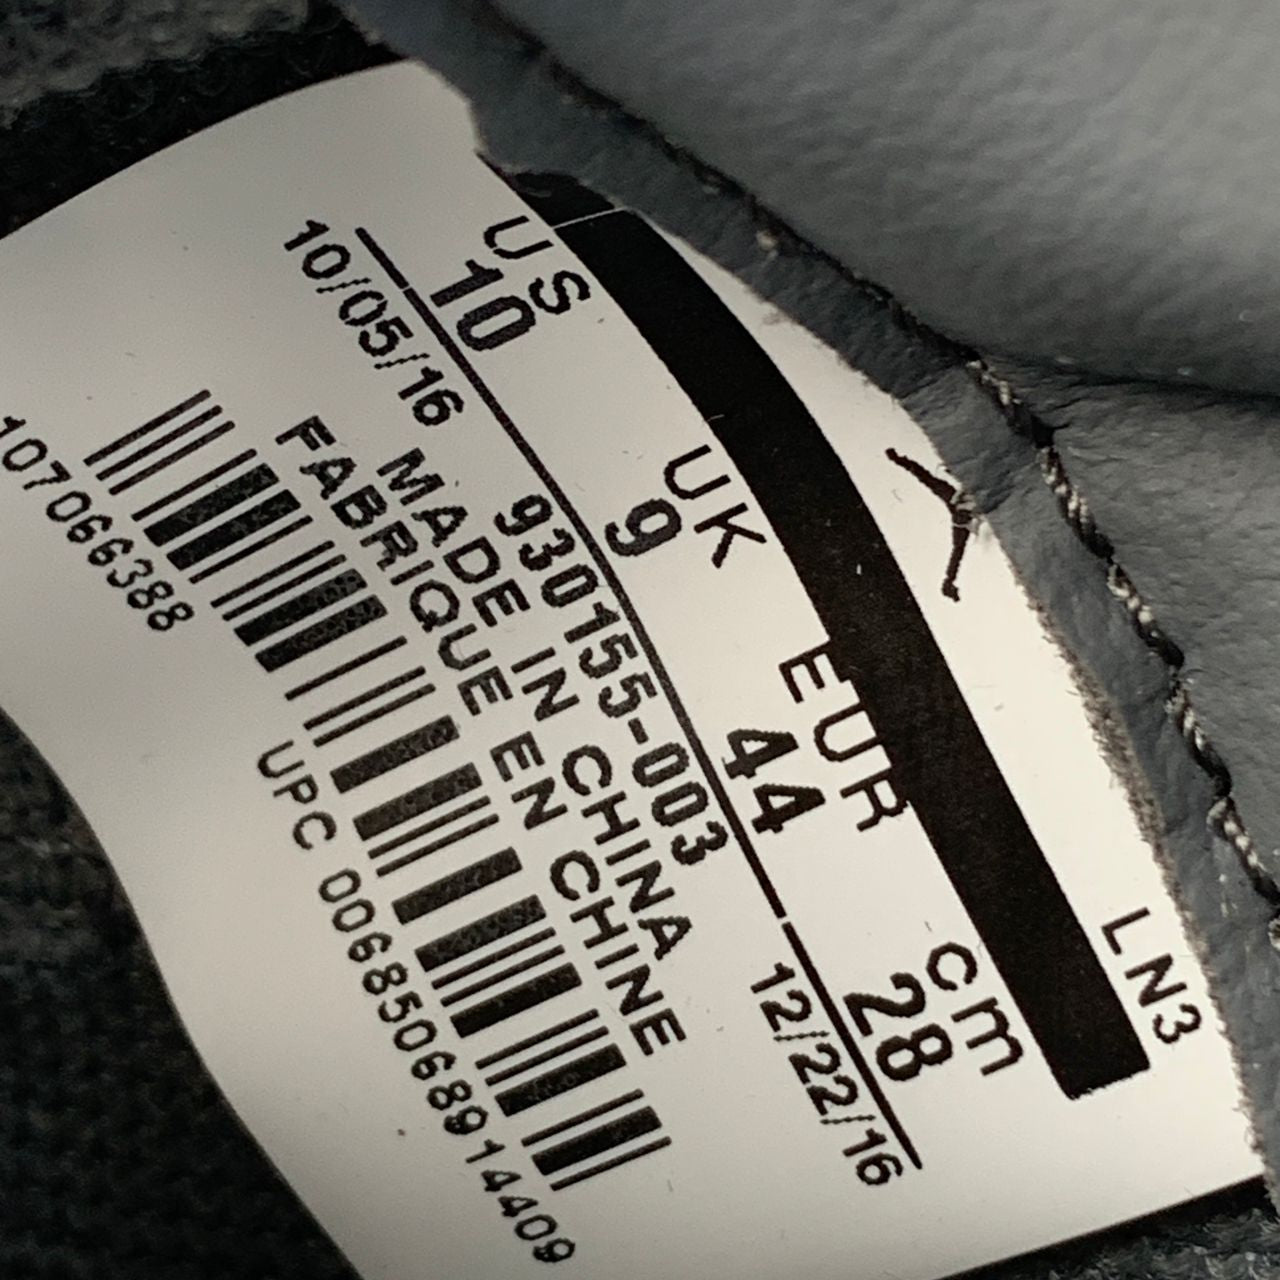 LN3
US UK EUR cm
10 9 44 28
10/05/16 930155-003 12/22/16
MADE IN CHINA
FABRIQUE EN CHINE
UPC 00685068914409